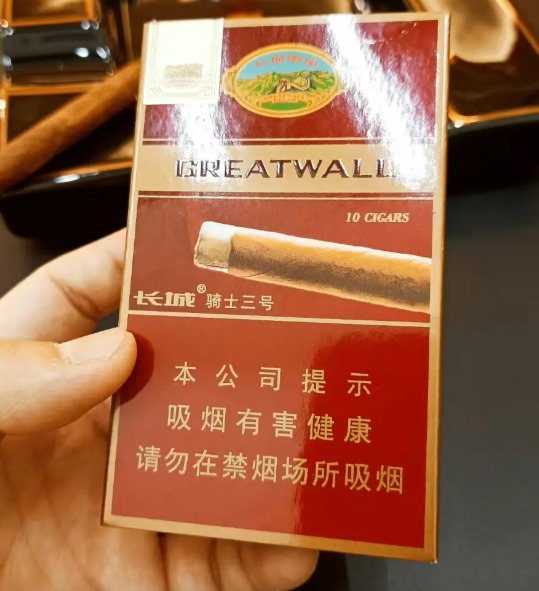 GREATWALL
10 CIGARS
长城® 骑士三号
本公司提示
吸烟有害健康
请勿在禁烟场所吸烟